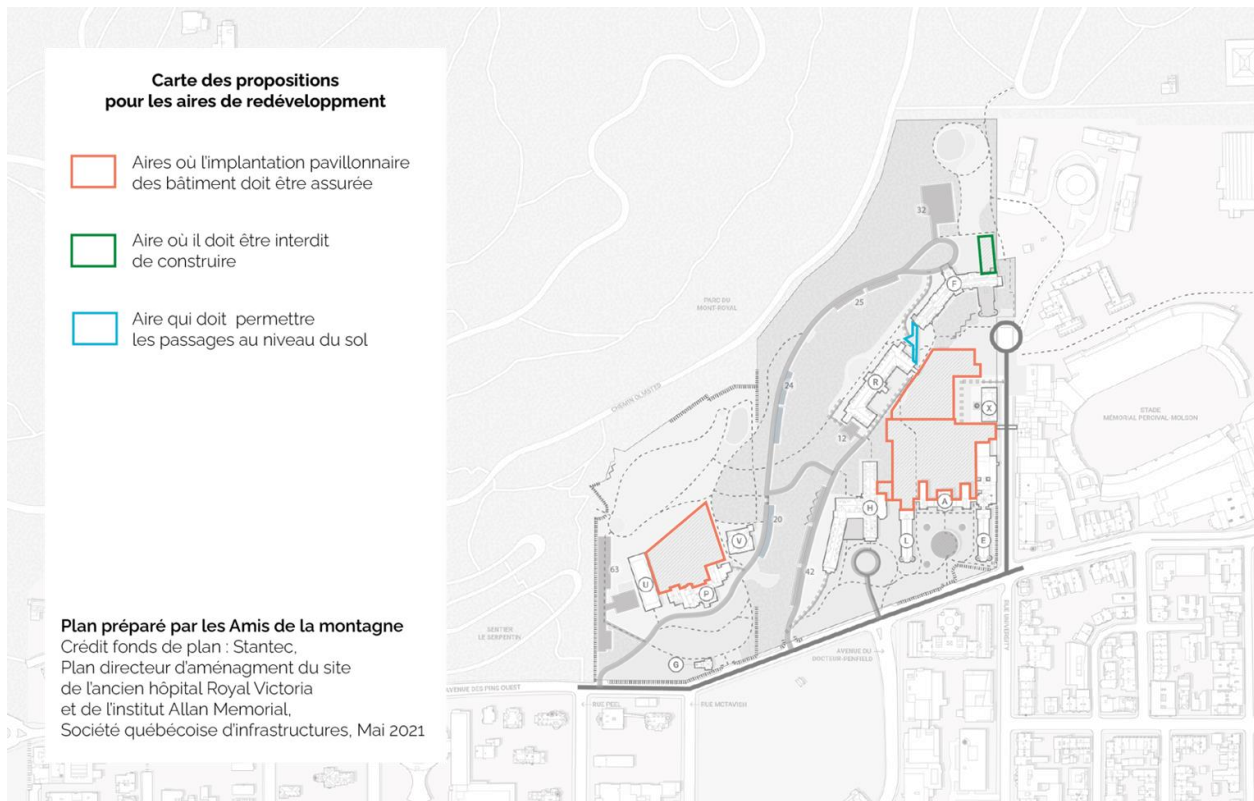 Carte des propositions
pour les aires de redéveloppment
Aires où l'implantation pavillonnaire
des bâtiment doit être assurée
Aire où il doit être interdit
de construire
Aire qui doit permettre
les passages au niveau du sol
Plan préparé par les Amis de la montagne
Crédit fonds de plan : Stantec,
Plan directeur d'aménagment du site
de l'ancien hôpital Royal Victoria
et de l'institut Allan Memorial,
Société québécoise d'infrastructures, Mai 2021
32
F
PARC DU
MONT-ROYAL
25
CHEMIN OLMSTED
24
R
X
STADE
MÉMORIAL PERCIVAL-MOLSON
12
A
H
20
V
L
E
63
42
U
P
SENTIER
LE SERPENTIN
RUE UNIVERSITY
AVENUE DU
DOCTEUR-PENFIELD
G
AVENUE DES PINS OUEST
RUE PEEL
RUE MCTAVISH